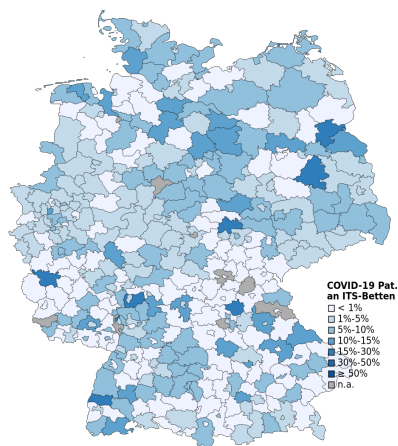 COVID-19 Pat.
an ITS-Betten
< 1%
1%-5%
5%-10%
10%-15%
15%-30%
30%-50%
≥ 50%
n.a.